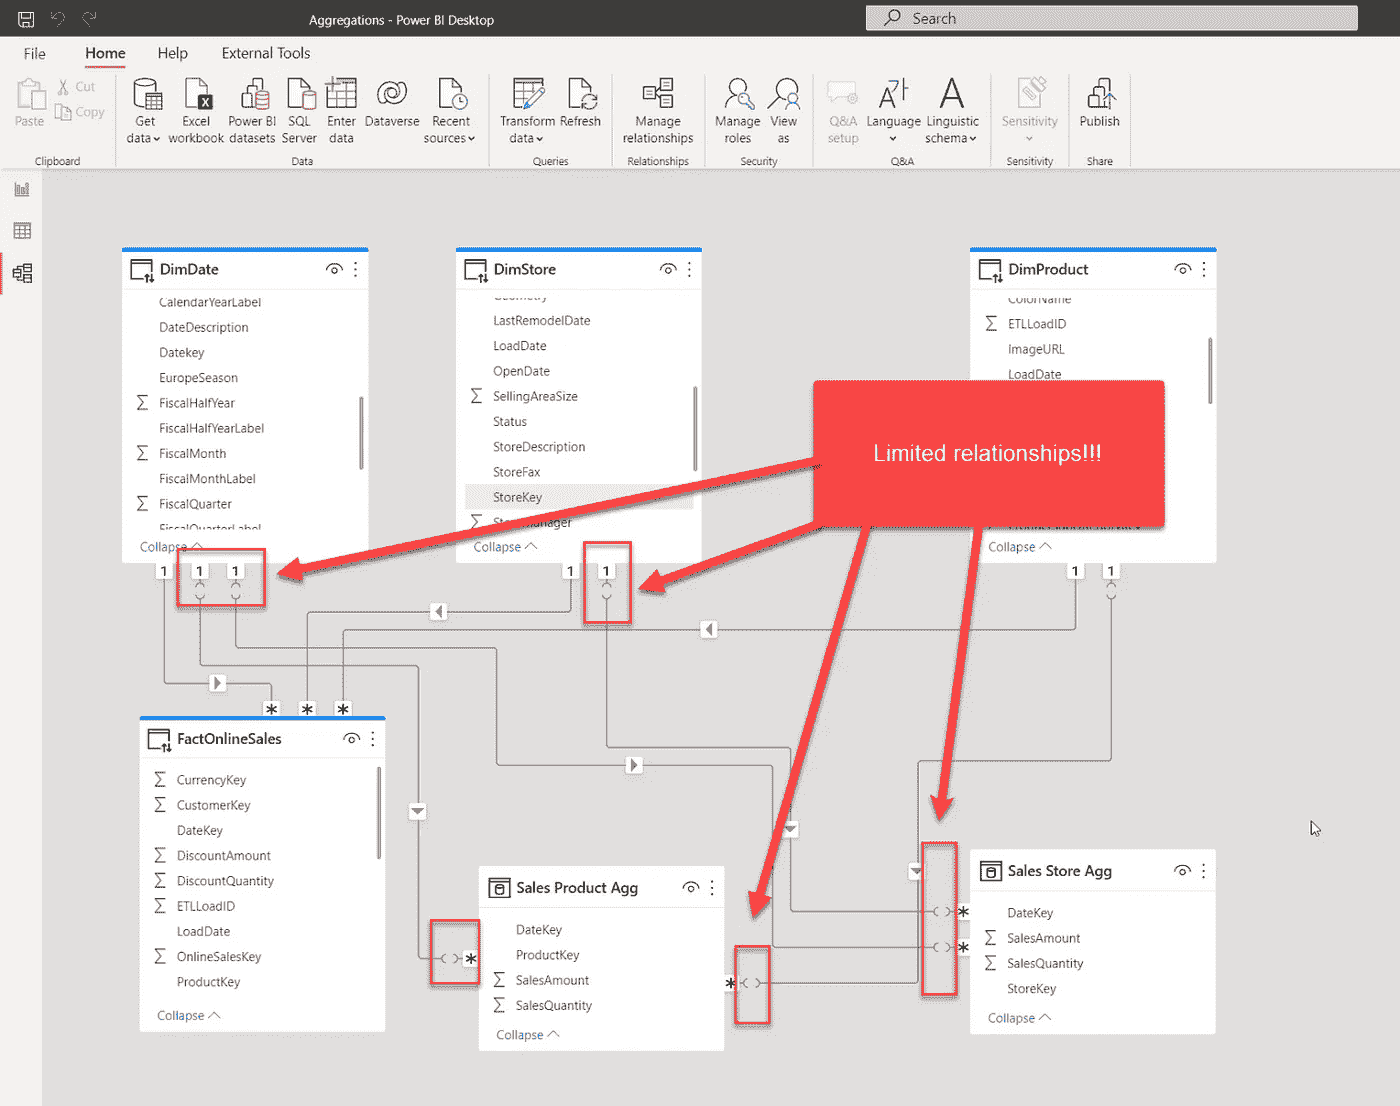 Aggregations - Power BI Desktop
Search
File Home Help External Tools
Paste
Cut
Copy
Clipboard
Get data
Excel workbook
Power BI datasets
SQL Server
Enter data
Dataverse
Recent sources
Data
Transform data
Refresh
Queries
Manage relationships
Relationships
Manage roles
View as
Security
Q&A setup
Language
Linguistic schema
Q&A
Sensitivity
Sensitivity
Publish
Share
DimDate
CalendarYearLabel
DateDescription
Datekey
EuropeSeason
FiscalHalfYear
FiscalHalfYearLabel
FiscalMonth
FiscalMonthLabel
FiscalQuarter
FiscalQuarterLabel
Collapse
1 1 1
DimStore
Geometry
LastRemodelDate
LoadDate
OpenDate
SellingAreaSize
Status
StoreDescription
StoreFax
StoreKey
Collapse
1 1
DimProduct
ColorName
ETLLoadID
ImageURL
LoadDate
Collapse
1 1
Limited relationships!!!
* * *
FactOnlineSales
CurrencyKey
CustomerKey
DateKey
DiscountAmount
DiscountQuantity
ETLLoadID
LoadDate
OnlineSalesKey
ProductKey
Collapse
*
Sales Product Agg
DateKey
ProductKey
SalesAmount
SalesQuantity
Collapse
*
*
*
Sales Store Agg
DateKey
SalesAmount
SalesQuantity
StoreKey
Collapse